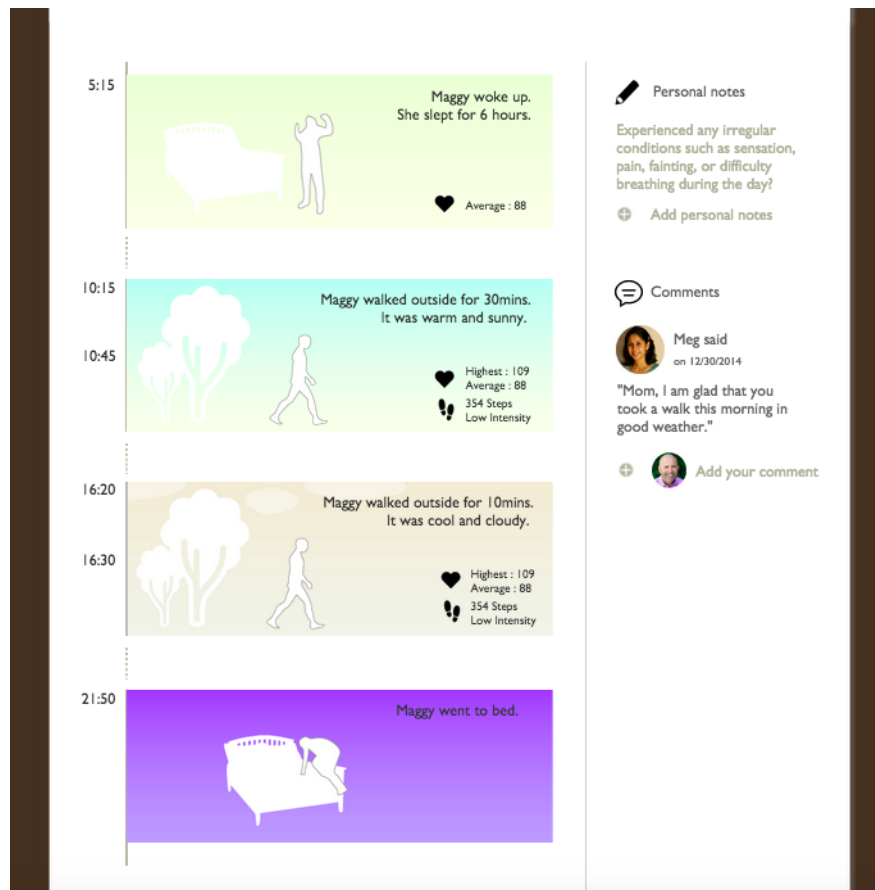 5:15
Maggy woke up.
She slept for 6 hours.
Average : 88
10:15
10:45
Maggy walked outside for 30mins.
It was warm and sunny.
Highest : 109
Average : 88
354 Steps
Low Intensity
16:20
16:30
Maggy walked outside for 10mins.
It was cool and cloudy.
Highest : 109
Average : 88
354 Steps
Low Intensity
21:50
Maggy went to bed.
Personal notes
Experienced any irregular
conditions such as sensation,
pain, fainting, or difficulty
breathing during the day?
Add personal notes
Comments
Meg said
on 12/30/2014
"Mom, I am glad that you
took a walk this morning in
good weather."
Add your comment